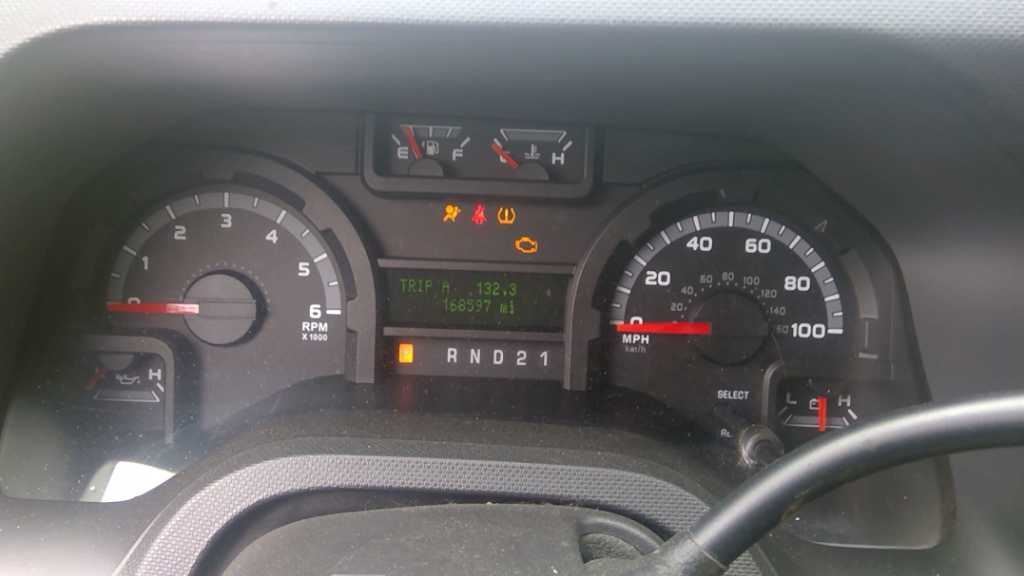 E F
C H
1 2 3 4 5 6
RPM
X 1000
TRIP A 132.3
168597 mi
R N D 2 1
H
0 20 40 60 80 100
20 40 60 80 100 120 140
MPH
km/h
SELECT
L H